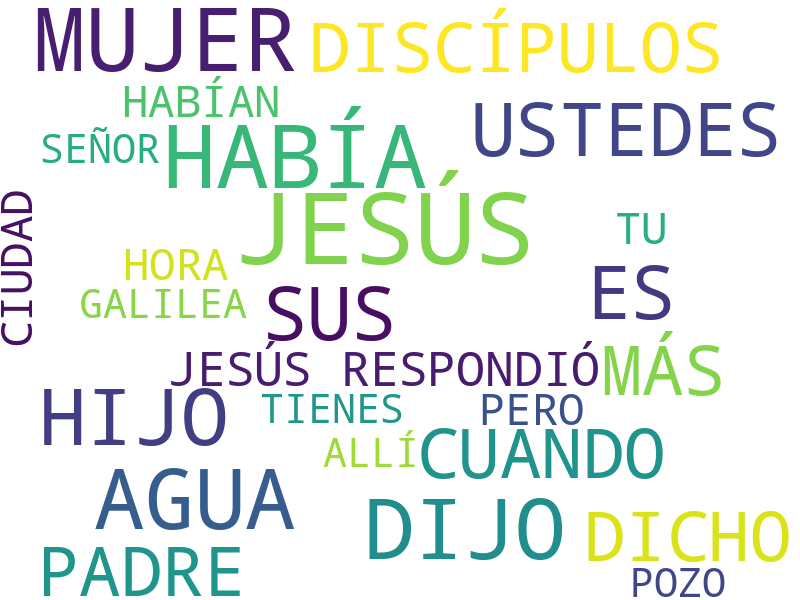 MUJER DISCÍPULOS
HABÍAN
USTEDES
SEÑOR HABÍA
JESÚS
CIUDAD
TU
HORA
ES
GALILEA
SUS
JESÚS RESPONDIÓ
MÁS
HIJO
TIENES
PERO
ALLÍ
CUANDO
AGUA
DIJO
DICHO
PADRE
POZO